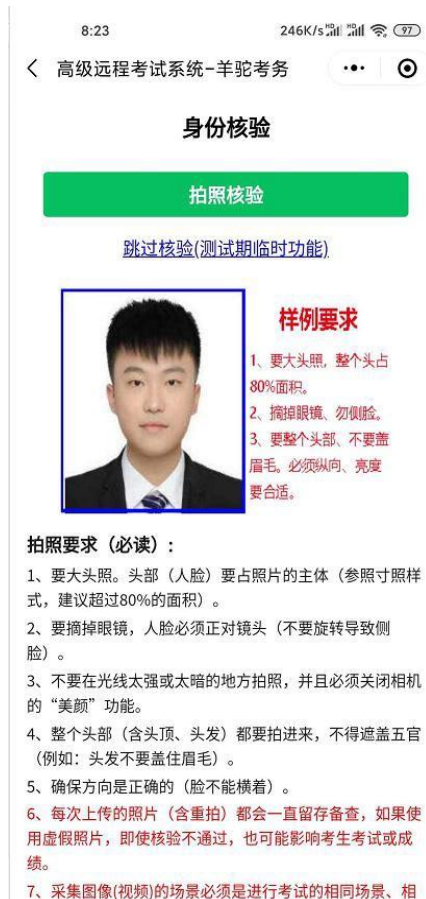 8:23
246K/s HD HD 97
高级远程考试系统-羊驼考务
身份核验
拍照核验
跳过核验(测试期临时功能)
样例要求
1、要大头照，整个头占
80%面积。
2、摘掉眼镜、勿侧脸。
3、要整个头部、不要盖
眉毛。必须纵向、亮度
要合适。
拍照要求（必读）：
1、要大头照。头部（人脸）要占照片的主体（参照寸照样
式，建议超过80%的面积）。
2、要摘掉眼镜，人脸必须正对镜头（不要旋转导致侧
脸）。
3、不要在光线太强或太暗的地方拍照，并且必须关闭相机
的“美颜”功能。
4、整个头部（含头顶、头发）都要拍进来，不得遮盖五官
（例如：头发不要盖住眉毛）。
5、确保方向是正确的（脸不能横着）。
6、每次上传的照片（含重拍）都会一直留存备查，如果使
用虚假照片，即使核验不通过，也可能影响考生考试或成
绩。
7、采集图像(视频)的场景必须是进行考试的相同场景、相